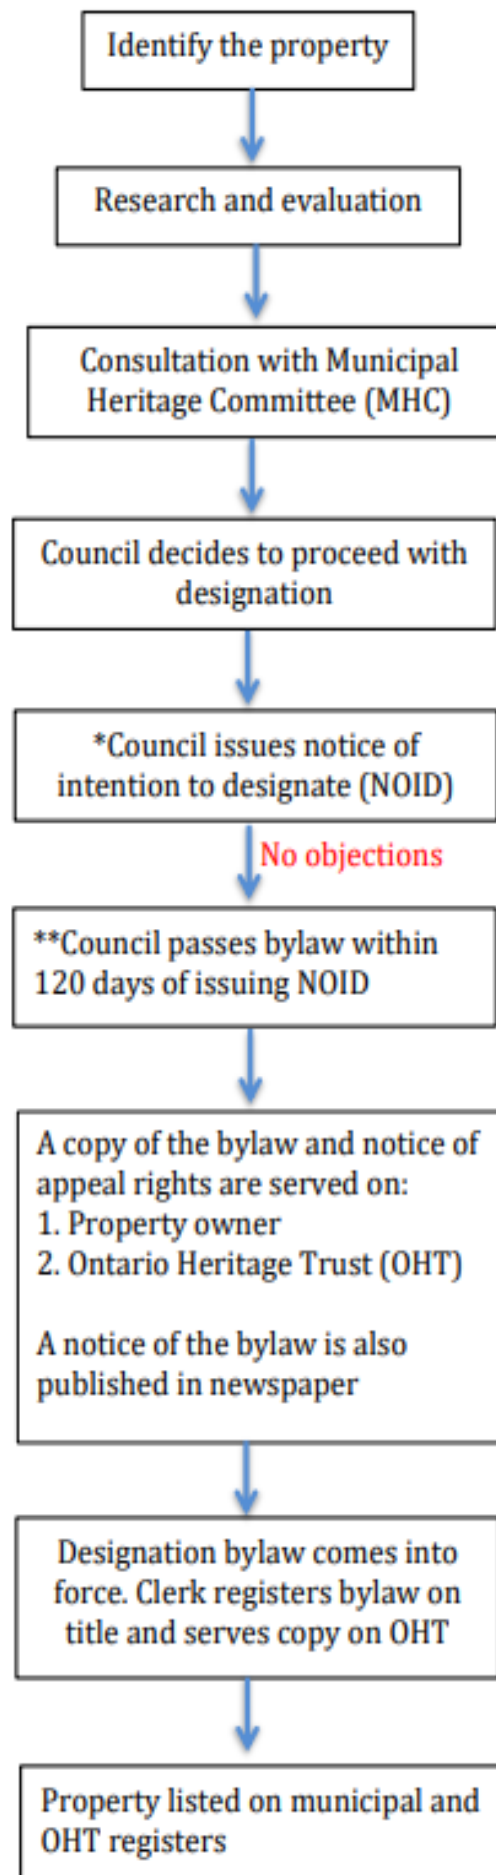 Identify the property
Research and evaluation
Consultation with Municipal
Heritage Committee (MHC)
Council decides to proceed with
designation
*Council issues notice of
intention to designate (NOID)
No objections
**Council passes bylaw within
120 days of issuing NOID
A copy of the bylaw and notice of
appeal rights are served on:
1. Property owner
2. Ontario Heritage Trust (OHT)
A notice of the bylaw is also
published in newspaper
Designation bylaw comes into
force. Clerk registers bylaw on
title and serves copy on OHT
Property listed on municipal and
OHT registers